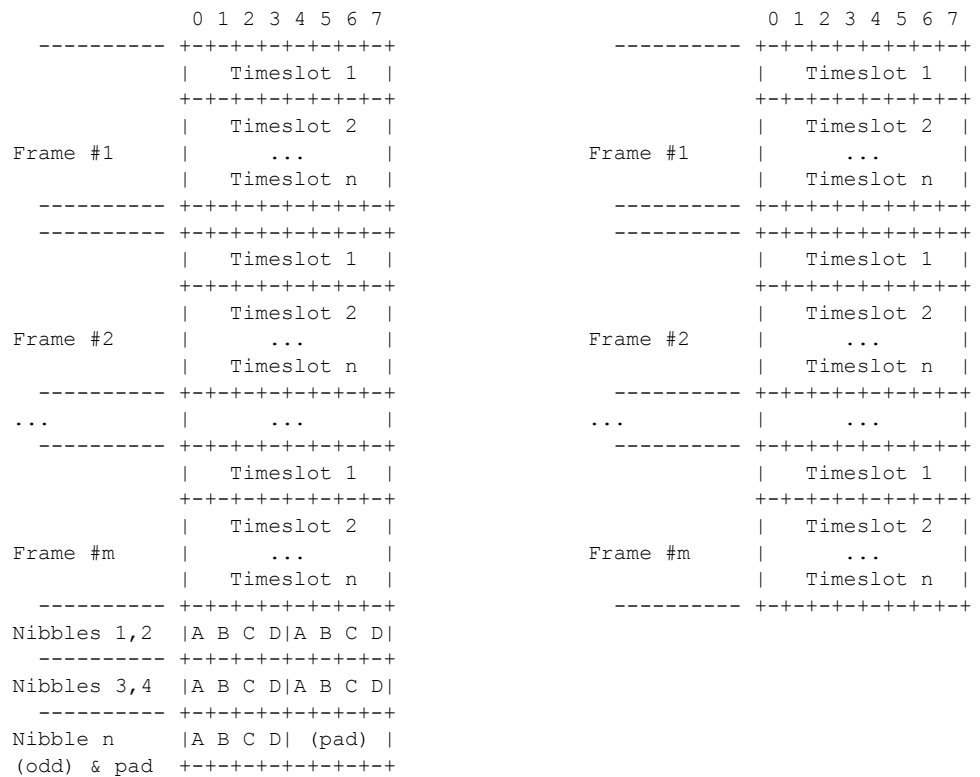 0 1 2 3 4 5 6 7                              0 1 2 3 4 5 6 7
  ---------- +-+-+-+-+-+-+-+-+                 ---------- +-+-+-+-+-+-+-+-+
             |   Timeslot 1  |                            |   Timeslot 1  |
             +-+-+-+-+-+-+-+-+                            +-+-+-+-+-+-+-+-+
             |   Timeslot 2  |                            |   Timeslot 2  |
Frame #1     |      ...      |               Frame #1     |      ...      |
             |   Timeslot n  |                            |   Timeslot n  |
  ---------- +-+-+-+-+-+-+-+-+                 ---------- +-+-+-+-+-+-+-+-+
  ---------- +-+-+-+-+-+-+-+-+                 ---------- +-+-+-+-+-+-+-+-+
             |   Timeslot 1  |                            |   Timeslot 1  |
             +-+-+-+-+-+-+-+-+                            +-+-+-+-+-+-+-+-+
             |   Timeslot 2  |                            |   Timeslot 2  |
Frame #2     |      ...      |               Frame #2     |      ...      |
             |   Timeslot n  |                            |   Timeslot n  |
  ---------- +-+-+-+-+-+-+-+-+                 ---------- +-+-+-+-+-+-+-+-+
...          |      ...      |               ...          |      ...      |
  ---------- +-+-+-+-+-+-+-+-+                 ---------- +-+-+-+-+-+-+-+-+
             |   Timeslot 1  |                            |   Timeslot 1  |
             +-+-+-+-+-+-+-+-+                            +-+-+-+-+-+-+-+-+
             |   Timeslot 2  |                            |   Timeslot 2  |
Frame #m     |      ...      |               Frame #m     |      ...      |
             |   Timeslot n  |                            |   Timeslot n  |
  ---------- +-+-+-+-+-+-+-+-+                 ---------- +-+-+-+-+-+-+-+-+
Nibbles 1,2  |A B C D|A B C D|
  ---------- +-+-+-+-+-+-+-+-+
Nibbles 3,4  |A B C D|A B C D|
  ---------- +-+-+-+-+-+-+-+-+
Nibble n     |A B C D| (pad) |
(odd) & pad  +-+-+-+-+-+-+-+-+